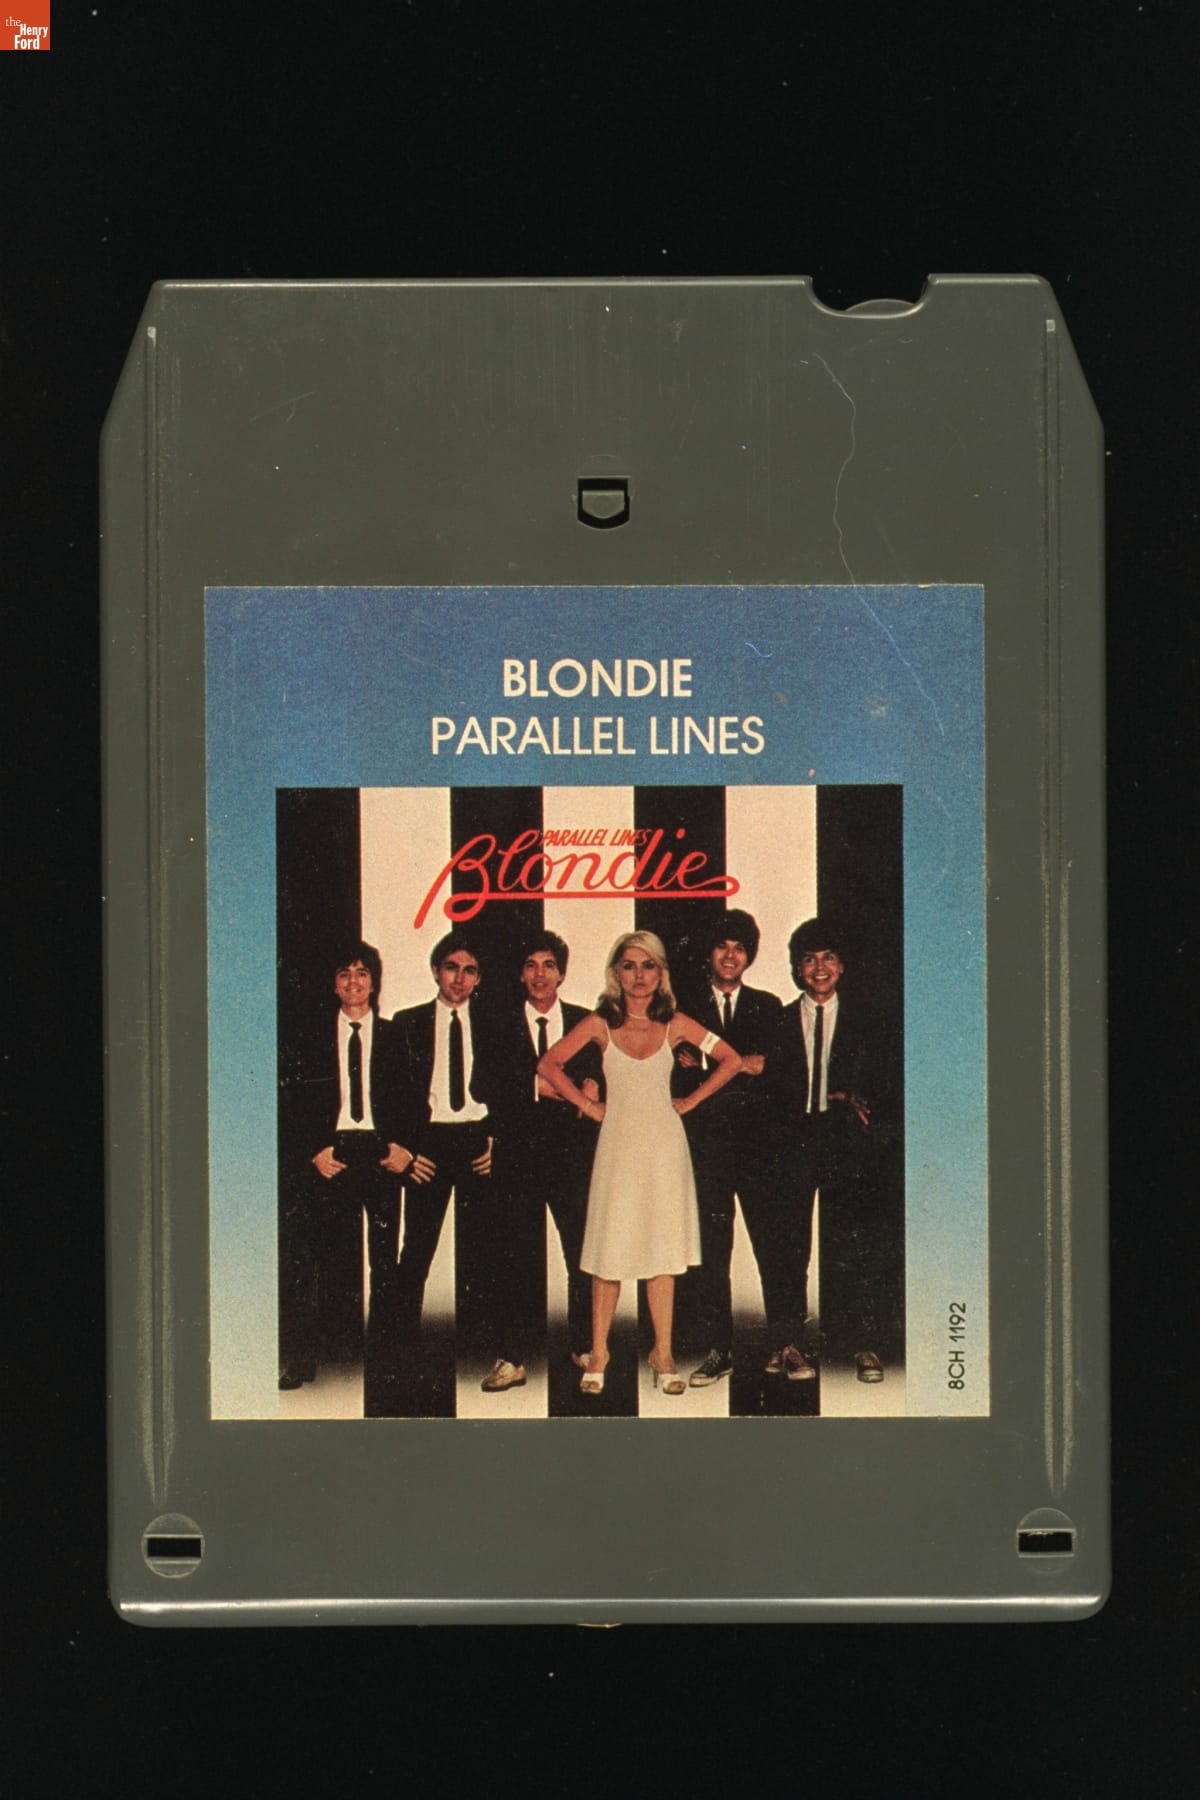 the
Henry
Ford
BLONDIE
PARALLEL LINES
PARALLEL LINES
Blondie
8CH 1192